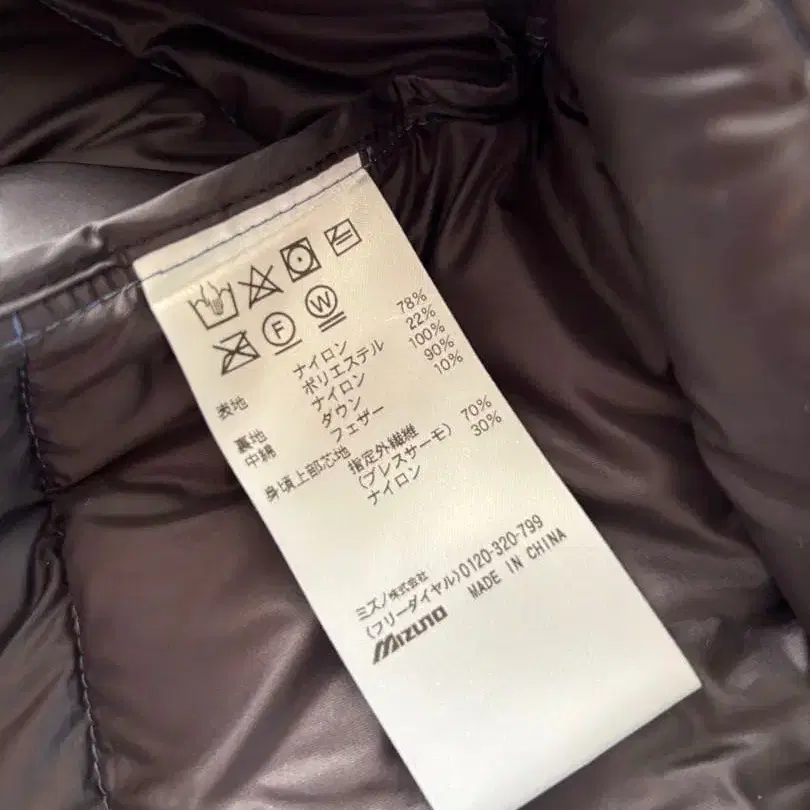 F W
表地 ナイロン 78%
ポリエステル 22%
裏地 ナイロン 100%
中綿 ダウン 90%
フェザー 10%
身頃上部芯地 指定外繊維 70%
(ブレスサーモ)
ナイロン 30%
ミズノ株式会社
(フリーダイヤル)0120-320-799
MADE IN CHINA
MIZUNO